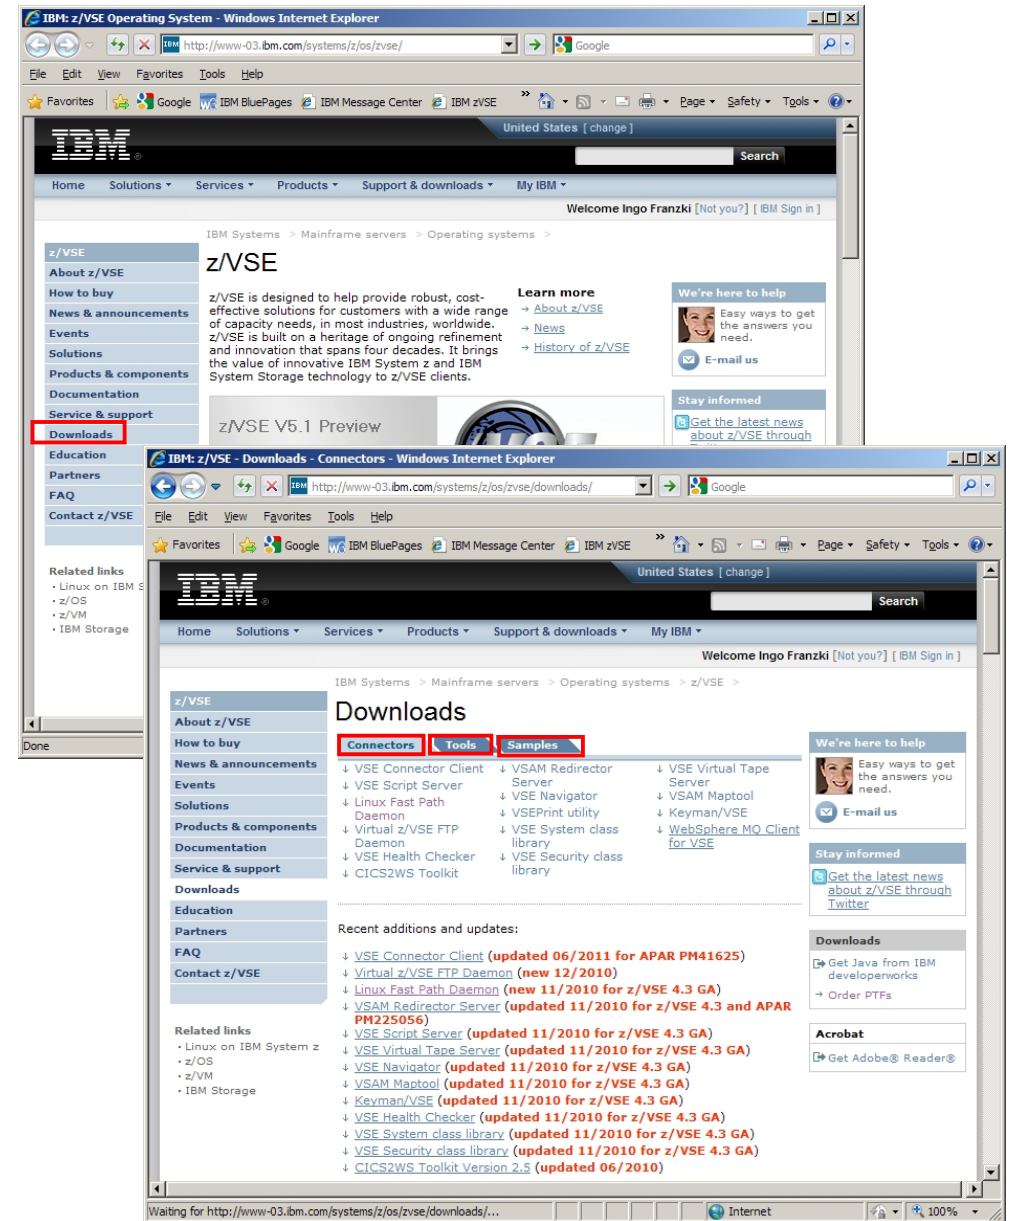 IBM: z/VSE Operating System - Windows Internet Explorer
http://www-03.ibm.com/systems/z/os/zvse/
Google
File Edit View Favorites Tools Help
Favorites Google IBM BluePages IBM Message Center IBM zVSE » Page Safety Tools
United States [ change ]
IBM®
Search
Home Solutions Services Products Support & downloads My IBM
Welcome Ingo Franzki [Not you?] [ IBM Sign in ]
IBM Systems > Mainframe servers > Operating systems >
z/VSE
About z/VSE
How to buy
News & announcements
Events
Solutions
Products & components
Documentation
Service & support
Downloads
Education
Partners
FAQ
Contact z/VSE
Related links
· Linux on IBM S
· z/OS
· z/VM
· IBM Storage
z/VSE
z/VSE is designed to help provide robust, cost-
effective solutions for customers with a wide range
of capacity needs, in most industries, worldwide.
z/VSE is built on a heritage of ongoing refinement
and innovation that spans four decades. It brings
the value of innovative IBM System z and IBM
System Storage technology to z/VSE clients.
Learn more
→ About z/VSE
→ News
→ History of z/VSE
We're here to help
Easy ways to get
the answers you
need.
E-mail us
Stay informed
Get the latest news
about z/VSE through
z/VSE V5.1 Preview
Done
IBM: z/VSE - Downloads - Connectors - Windows Internet Explorer
http://www-03.ibm.com/systems/z/os/zvse/downloads/
Google
File Edit View Favorites Tools Help
Favorites Google IBM BluePages IBM Message Center IBM zVSE » Page Safety Tools
United States [ change ]
IBM®
Search
Home Solutions Services Products Support & downloads My IBM
Welcome Ingo Franzki [Not you?] [ IBM Sign in ]
IBM Systems > Mainframe servers > Operating systems > z/VSE >
z/VSE
About z/VSE
How to buy
News & announcements
Events
Solutions
Products & components
Documentation
Service & support
Downloads
Education
Partners
FAQ
Contact z/VSE
Related links
· Linux on IBM System z
· z/OS
· z/VM
· IBM Storage
Downloads
Connectors Tools Samples
↓ VSE Connector Client
↓ VSE Script Server
↓ Linux Fast Path
Daemon
↓ Virtual z/VSE FTP
Daemon
↓ VSE Health Checker
↓ CICS2WS Toolkit
↓ VSAM Redirector
Server
↓ VSE Navigator
↓ VSEPrint utility
↓ VSE System class
library
↓ VSE Security class
library
↓ VSE Virtual Tape
Server
↓ VSAM Maptool
↓ Keyman/VSE
↓ WebSphere MQ Client
for VSE
Recent additions and updates:
↓ VSE Connector Client (updated 06/2011 for APAR PM41625)
↓ Virtual z/VSE FTP Daemon (new 12/2010)
↓ Linux Fast Path Daemon (new 11/2010 for z/VSE 4.3 GA)
↓ VSAM Redirector Server (updated 11/2010 for z/VSE 4.3 and APAR
PM225056)
↓ VSE Script Server (updated 11/2010 for z/VSE 4.3 GA)
↓ VSE Virtual Tape Server (updated 11/2010 for z/VSE 4.3 GA)
↓ VSE Navigator (updated 11/2010 for z/VSE 4.3 GA)
↓ VSAM Maptool (updated 11/2010 for z/VSE 4.3 GA)
↓ Keyman/VSE (updated 11/2010 for z/VSE 4.3 GA)
↓ VSE Health Checker (updated 11/2010 for z/VSE 4.3 GA)
↓ VSE System class library (updated 11/2010 for z/VSE 4.3 GA)
↓ VSE Security class library (updated 11/2010 for z/VSE 4.3 GA)
↓ CICS2WS Toolkit Version 2.5 (updated 06/2010)
We're here to help
Easy ways to get
the answers you
need.
E-mail us
Stay informed
Get the latest news
about z/VSE through
Twitter
Downloads
Get Java from IBM
developerworks
→ Order PTFs
Acrobat
Get Adobe® Reader®
Waiting for http://www-03.ibm.com/systems/z/os/zvse/downloads/... Internet 100%